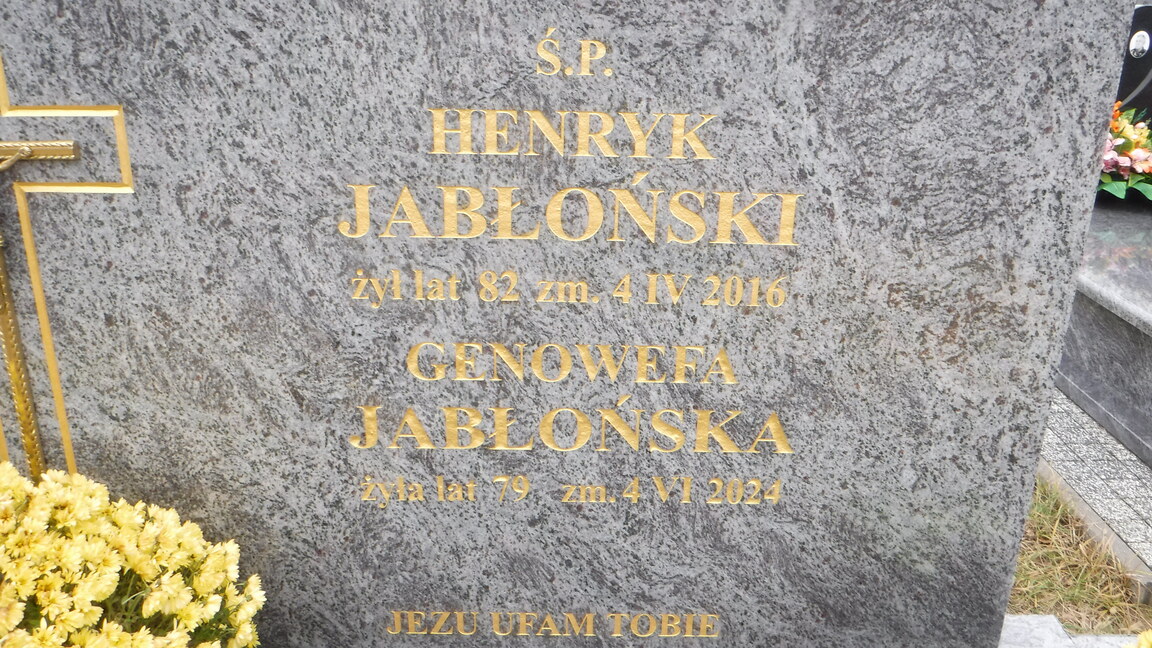 Ś.P.
HENRYK
JABŁOŃSKI
żył lat 82 zm. 4 IV 2016
GENOWEFA
JABŁOŃSKA
żyła lat 79 zm. 4 VI 2024
JEZU UFAM TOBIE